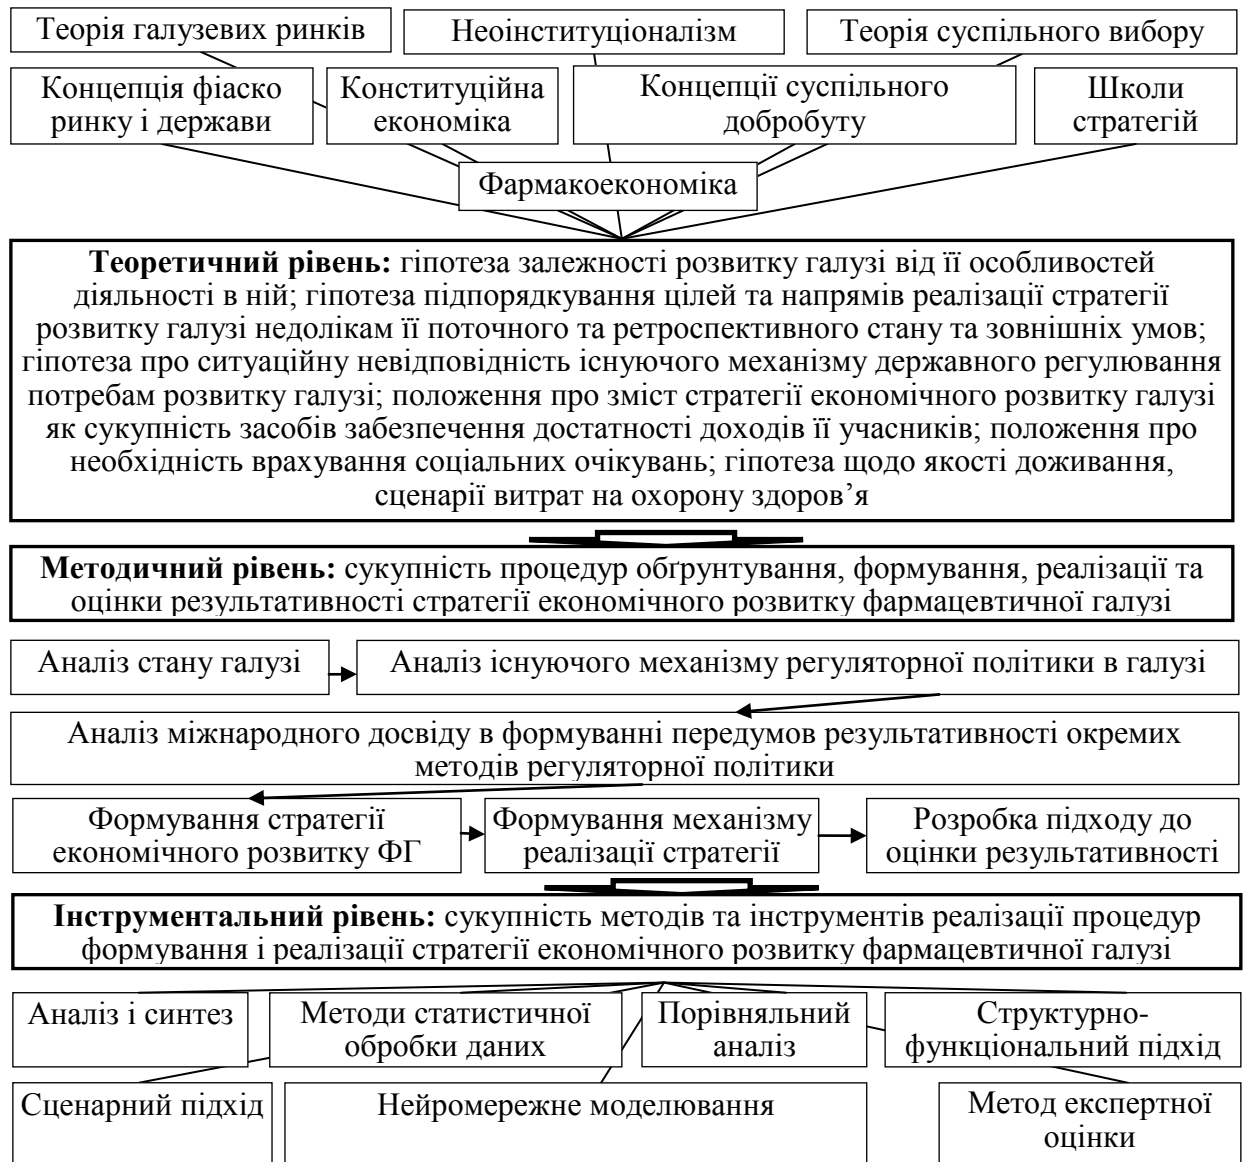 Теорія галузевих ринків
Неоінституціоналізм
Теорія суспільного вибору
Концепція фіаско
ринку і держави
Конституційна
економіка
Концепції суспільного
добробуту
Школи
стратегій
Фармакоекономіка
Теоретичний рівень: гіпотеза залежності розвитку галузі від її особливостей
діяльності в ній; гіпотеза підпорядкування цілей та напрямів реалізації стратегії
розвитку галузі недолікам її поточного та ретроспективного стану та зовнішніх умов;
гіпотеза про ситуаційну невідповідність існуючого механізму державного регулювання
потребам розвитку галузі; положення про зміст стратегії економічного розвитку галузі
як сукупність засобів забезпечення достатності доходів її учасників; положення про
необхідність врахування соціальних очікувань; гіпотеза щодо якості доживання,
сценарії витрат на охорону здоров’я
Методичний рівень: сукупність процедур обґрунтування, формування, реалізації та
оцінки результативності стратегії економічного розвитку фармацевтичної галузі
Аналіз стану галузі
Аналіз існуючого механізму регуляторної політики в галузі
Аналіз міжнародного досвіду в формуванні передумов результативності окремих
методів регуляторної політики
Формування стратегії
економічного розвитку ФГ
Формування механізму
реалізації стратегії
Розробка підходу до
оцінки результативності
Інструментальний рівень: сукупність методів та інструментів реалізації процедур
формування і реалізації стратегії економічного розвитку фармацевтичної галузі
Аналіз і синтез
Методи статистичної
обробки даних
Порівняльний
аналіз
Структурно-
функціональний підхід
Сценарний підхід
Нейромережне моделювання
Метод експертної
оцінки